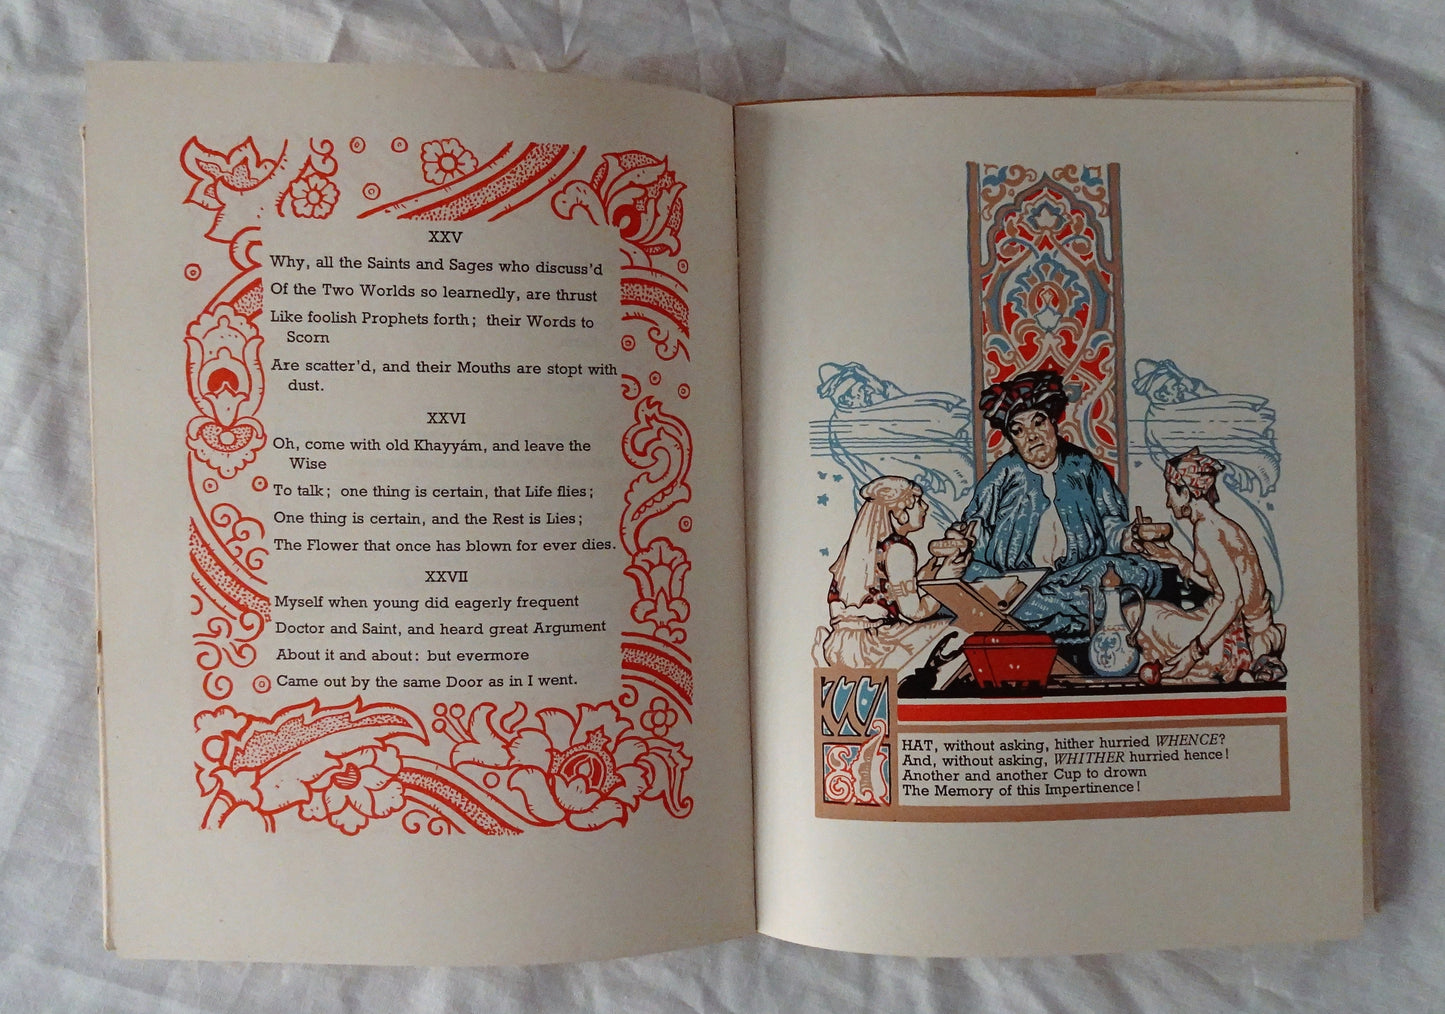 XXV
Why, all the Saints and Sages who discuss'd
Of the Two Worlds so learnedly, are thrust
Like foolish Prophets forth; their Words to
Scorn
Are scatter'd, and their Mouths are stopt with
dust.
XXVI
Oh, come with old Khayyám, and leave the
Wise
To talk; one thing is certain, that Life flies;
One thing is certain, and the Rest is Lies;
The Flower that once has blown for ever dies.
XXVII
Myself when young did eagerly frequent
Doctor and Saint, and heard great Argument
About it and about: but evermore
Came out by the same Door as in I went.
WHAT, without asking, hither hurried WHENCE?
And, without asking, WHITHER hurried hence!
Another and another Cup to drown
The Memory of this Impertinence!